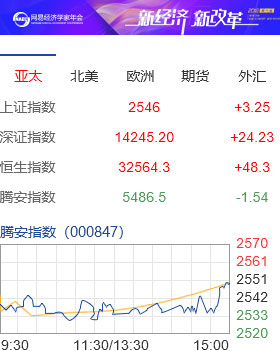 网易经济学家年会
新经济 新改革
亚太 北美 欧洲 期货 外汇
上证指数 2546 +3.25
深证指数 14245.20 +24.23
恒生指数 32564.3 +48.3
腾安指数 5486.5 -1.54
腾安指数（000847）
2570
2561
2551
2542
2533
2520
9:30 11:30/13:30 15:00